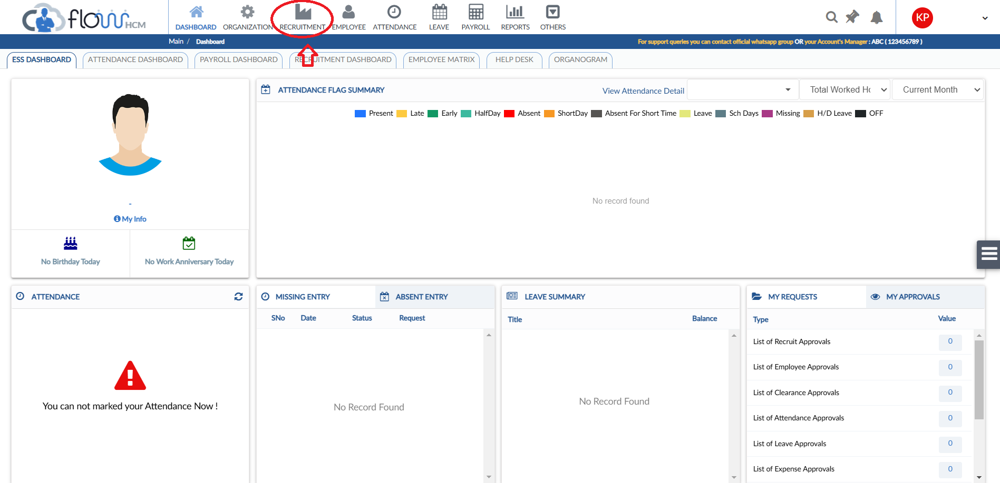 flowHCM
DASHBOARD ORGANIZATION RECRUITMENT EMPLOYEE ATTENDANCE LEAVE PAYROLL REPORTS OTHERS
KP
Main / Dashboard
For support queries you can contact official whatsapp group OR your Account's Manager : ABC ( 123456789 )
ESS DASHBOARD ATTENDANCE DASHBOARD PAYROLL DASHBOARD RECRUITMENT DASHBOARD EMPLOYEE MATRIX HELP DESK ORGANOGRAM
ATTENDANCE FLAG SUMMARY View Attendance Detail Total Worked Ho Current Month
Present Late Early HalfDay Absent ShortDay Absent For Short Time Leave Sch Days Missing H/D Leave OFF
No record found
-
My Info
No Birthday Today No Work Anniversary Today
ATTENDANCE
You can not marked your Attendance Now !
MISSING ENTRY ABSENT ENTRY
SNo Date Status Request
No Record Found
LEAVE SUMMARY
Title Balance
No Record Found
MY REQUESTS MY APPROVALS
Type Value
List of Recruit Approvals 0
List of Employee Approvals 0
List of Clearance Approvals 0
List of Attendance Approvals 0
List of Leave Approvals 0
List of Expense Approvals 0